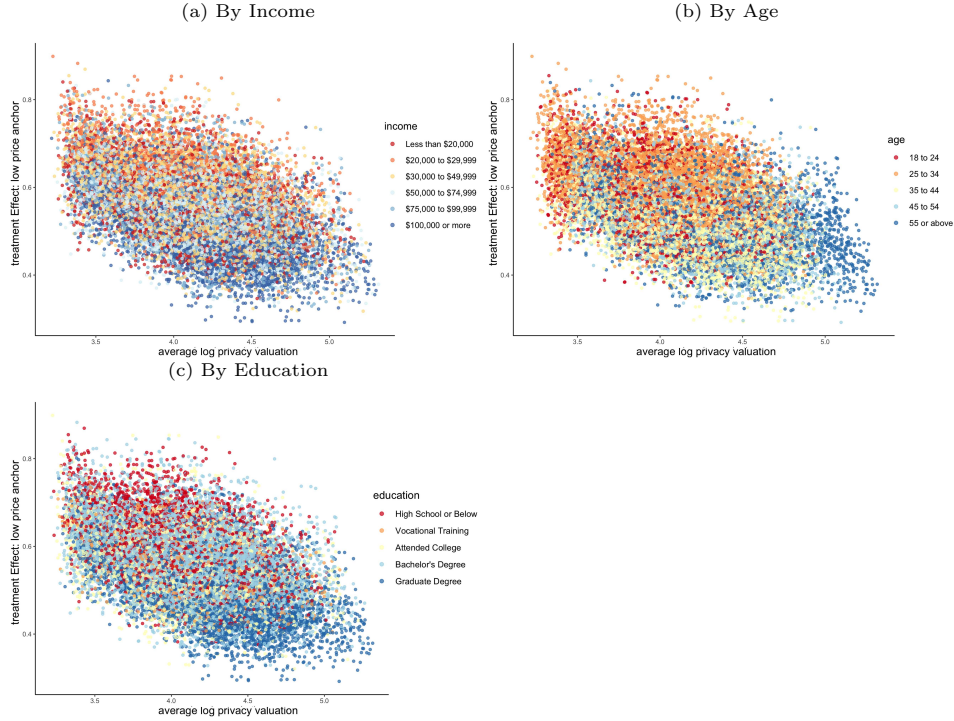 (a) By Income
treatment Effect: low price anchor
0.8
0.6
0.4
3.5
4.0
4.5
5.0
average log privacy valuation
income
Less than $20,000
$20,000 to $29,999
$30,000 to $49,999
$50,000 to $74,999
$75,000 to $99,999
$100,000 or more
(b) By Age
treatment Effect: low price anchor
0.8
0.6
0.4
3.5
4.0
4.5
5.0
average log privacy valuation
age
18 to 24
25 to 34
35 to 44
45 to 54
55 or above
(c) By Education
treatment Effect: low price anchor
0.8
0.6
0.4
3.5
4.0
4.5
5.0
average log privacy valuation
education
High School or Below
Vocational Training
Attended College
Bachelor's Degree
Graduate Degree